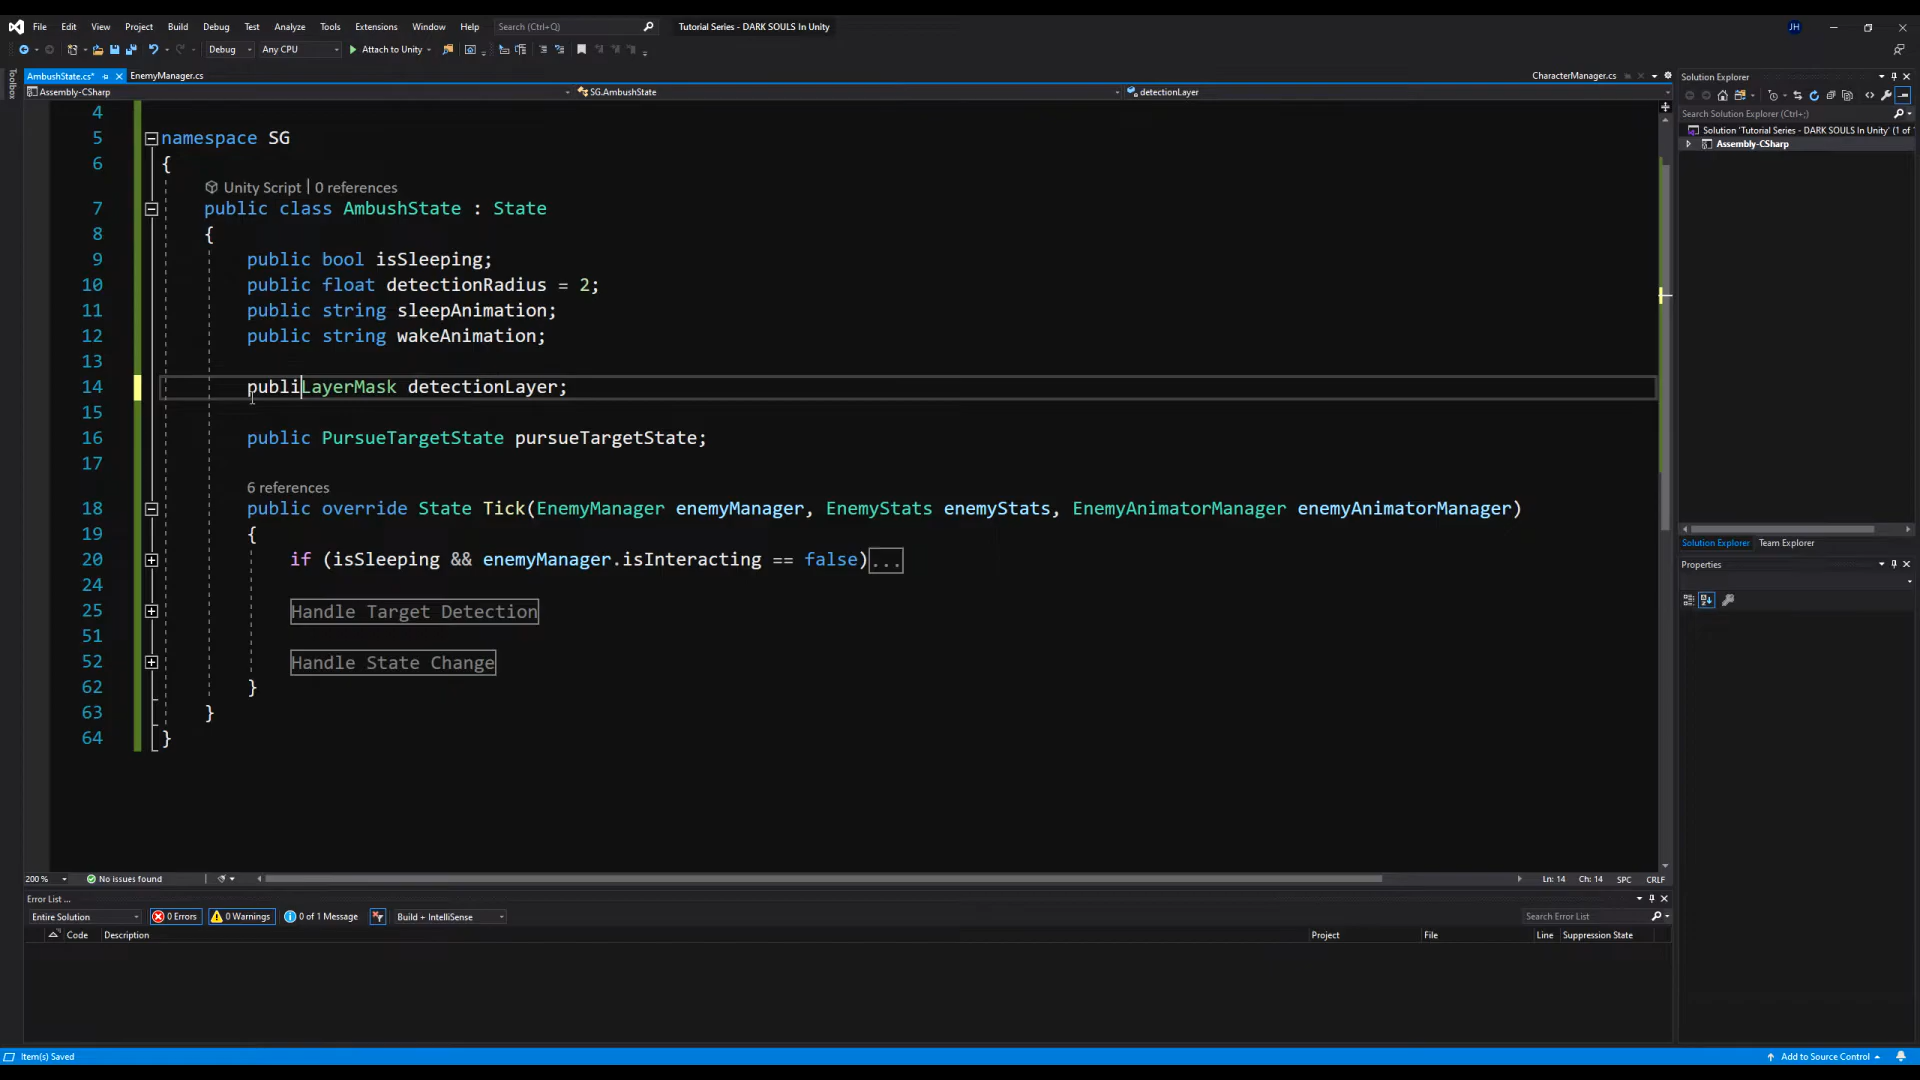 File Edit View Project Build Debug Test Analyze Tools Extensions Window Help Search (Ctrl+Q) Tutorial Series - DARK SOULS In Unity JH
Debug Any CPU Attach to Unity
Toolbox
AmbushState.cs* EnemyManager.cs CharacterManager.cs
Assembly-CSharp SG.AmbushState detectionLayer
4
5 namespace SG
6 {
Unity Script | 0 references
7 public class AmbushState : State
8 {
9 public bool isSleeping;
10 public float detectionRadius = 2;
11 public string sleepAnimation;
12 public string wakeAnimation;
13
14 publiLayerMask detectionLayer;
15
16 public PursueTargetState pursueTargetState;
17
6 references
18 public override State Tick(EnemyManager enemyManager, EnemyStats enemyStats, EnemyAnimatorManager enemyAnimatorManager)
19 {
20 if (isSleeping && enemyManager.isInteracting == false)...
24
25 Handle Target Detection
51
52 Handle State Change
62 }
63 }
64 }
200 % No issues found Ln: 14 Ch: 14 SPC CRLF
Error List ...
Entire Solution 0 Errors 0 Warnings 0 of 1 Message Build + IntelliSense Search Error List
Code Description Project File Line Suppression State
Solution Explorer
Search Solution Explorer (Ctrl+;)
Solution 'Tutorial Series - DARK SOULS In Unity' (1 of
Assembly-CSharp
Solution Explorer Team Explorer
Properties
Item(s) Saved Add to Source Control